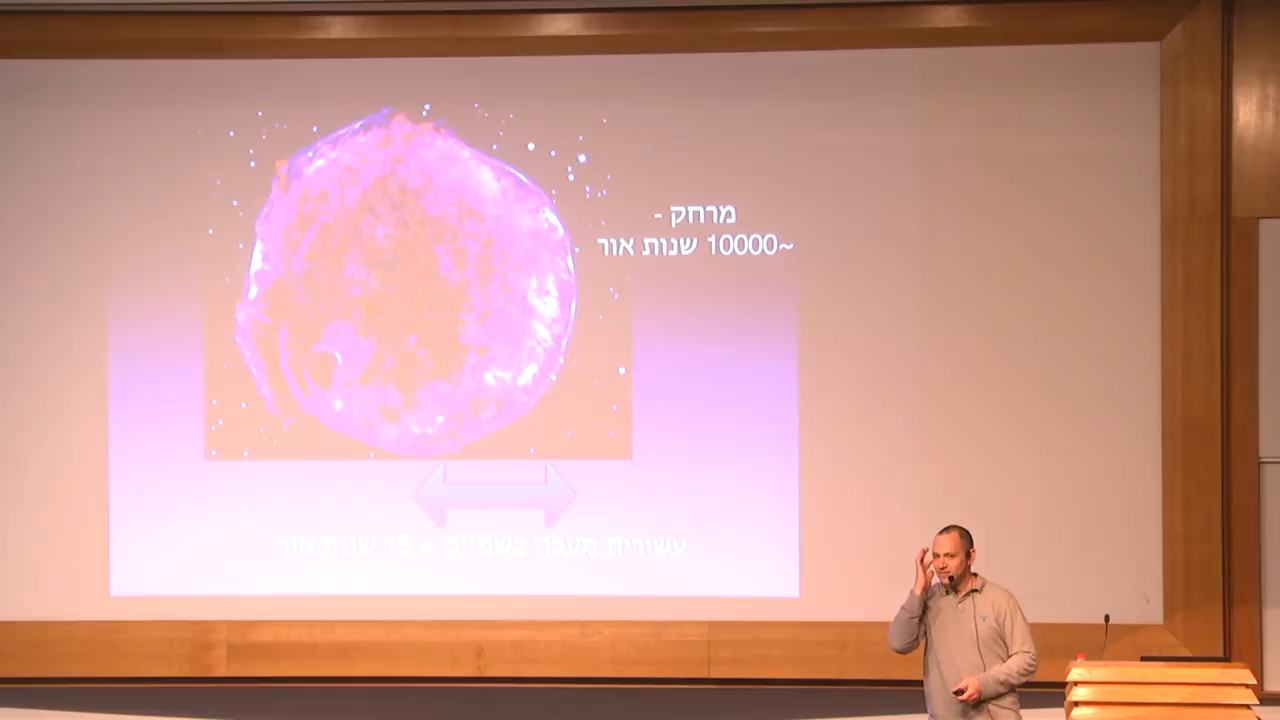 מרחק -
~10000 שנות אור
עשירית מעלה בשמיים = 15 שנות אור